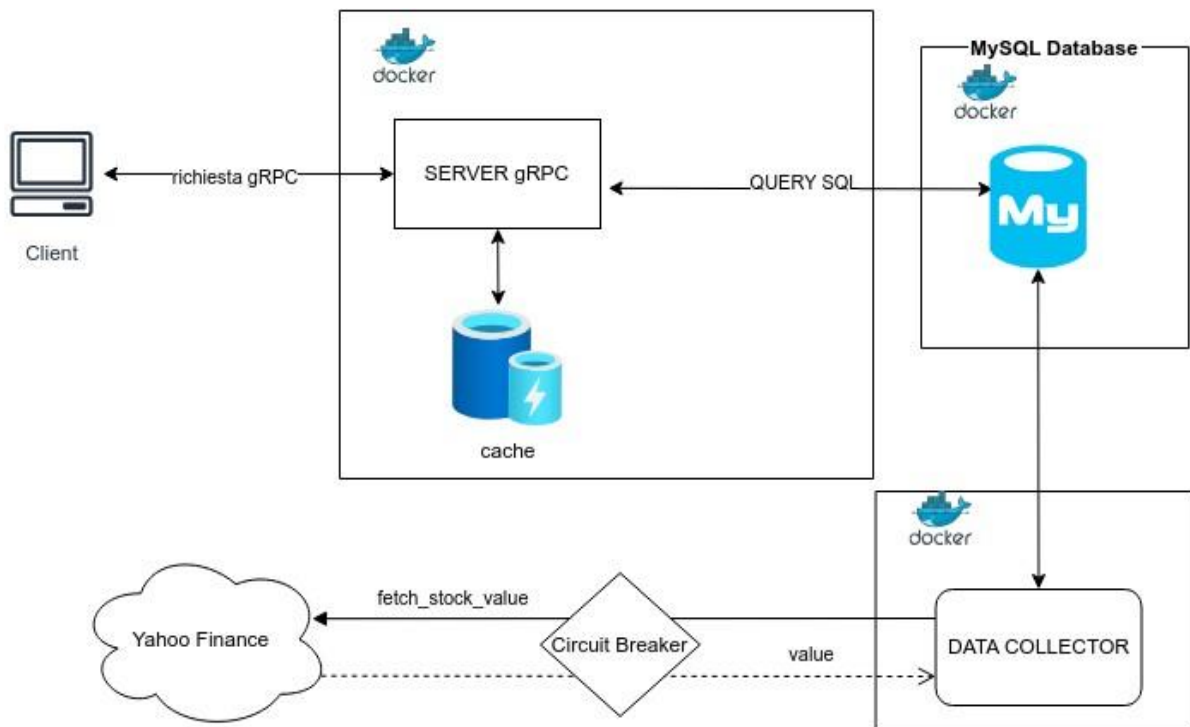 docker
MySQL Database
docker
Client
richiesta gRPC
SERVER gRPC
QUERY SQL
My
cache
docker
Yahoo Finance
fetch_stock_value
Circuit Breaker
value
DATA COLLECTOR